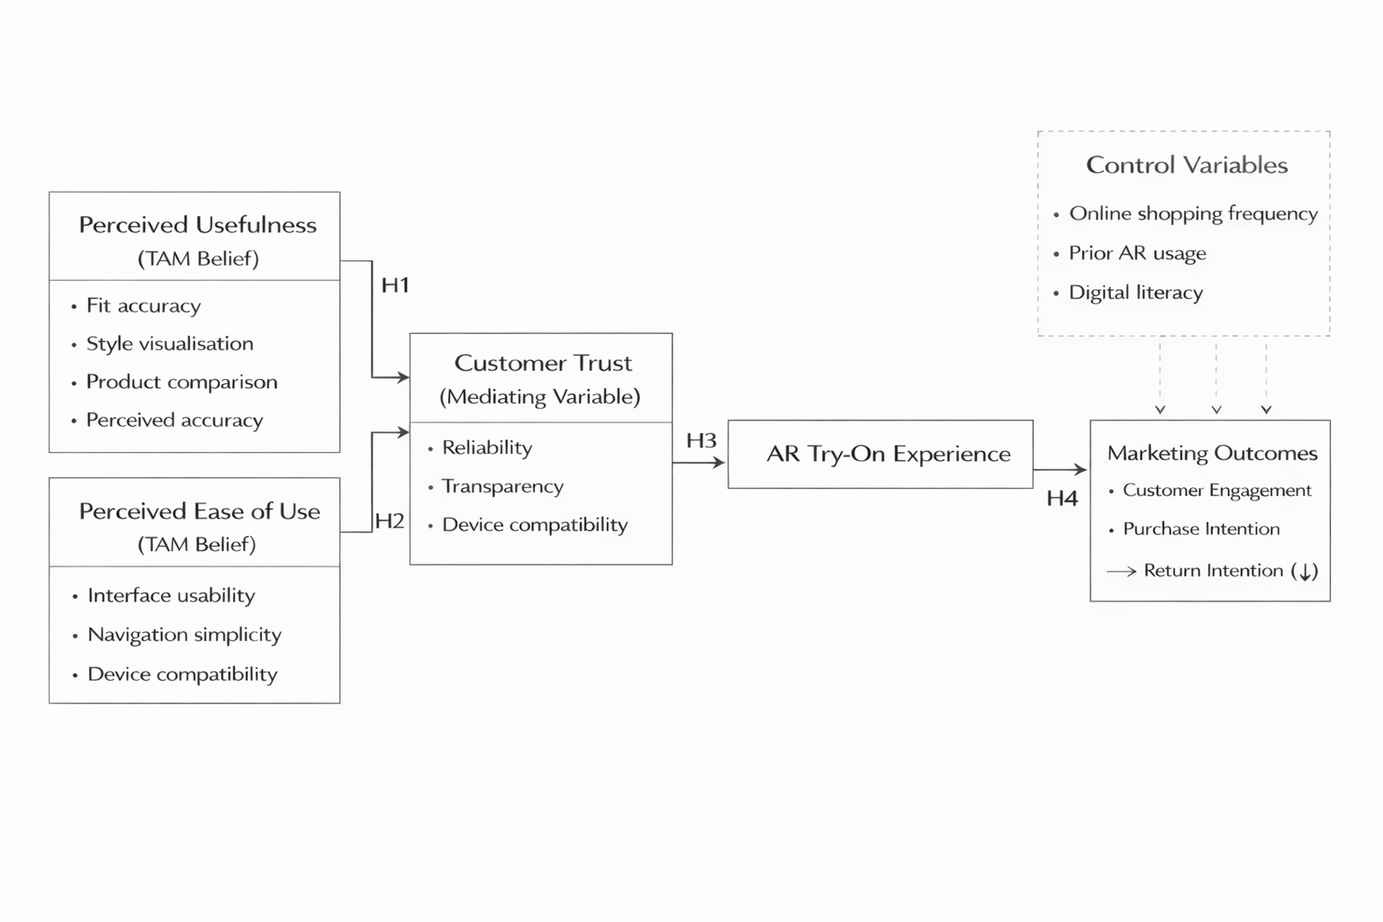 Perceived Usefulness
(TAM Belief)
• Fit accuracy
• Style visualisation
• Product comparison
• Perceived accuracy
H1
Perceived Ease of Use
(TAM Belief)
• Interface usability
• Navigation simplicity
• Device compatibility
H2
Customer Trust
(Mediating Variable)
• Reliability
• Transparency
• Device compatibility
H3
AR Try-On Experience
H4
Control Variables
• Online shopping frequency
• Prior AR usage
• Digital literacy
Marketing Outcomes
• Customer Engagement
• Purchase Intention
→ Return Intention (↓)